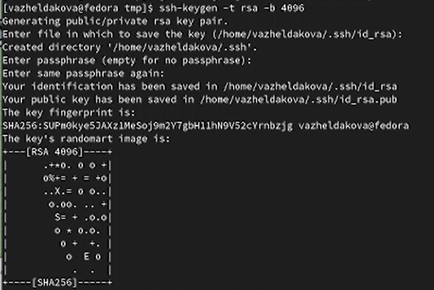 [vazheldakova@fedora tmp]$ ssh-keygen -t rsa -b 4096
Generating public/private rsa key pair.
Enter file in which to save the key (/home/vazheldakova/.ssh/id_rsa):
Created directory '/home/vazheldakova/.ssh'.
Enter passphrase (empty for no passphrase):
Enter same passphrase again:
Your identification has been saved in /home/vazheldakova/.ssh/id_rsa
Your public key has been saved in /home/vazheldakova/.ssh/id_rsa.pub
The key fingerprint is:
SHA256:SUPm0kye5JAXz1MeSoj9m2Y7gbH11hN9V52cYrnbzjg vazheldakova@fedora
The key's randomart image is:
+---[RSA 4096]----+
|     .+*o. o o +|
|     o%+= + = +o|
|     ..X.= o o..|
|      o.oo. .. +|
|       S= + .o.o|
|       o * o.o. |
|        o +  +. |
|         o  E o |
|          .  .  |
+----[SHA256]-----+